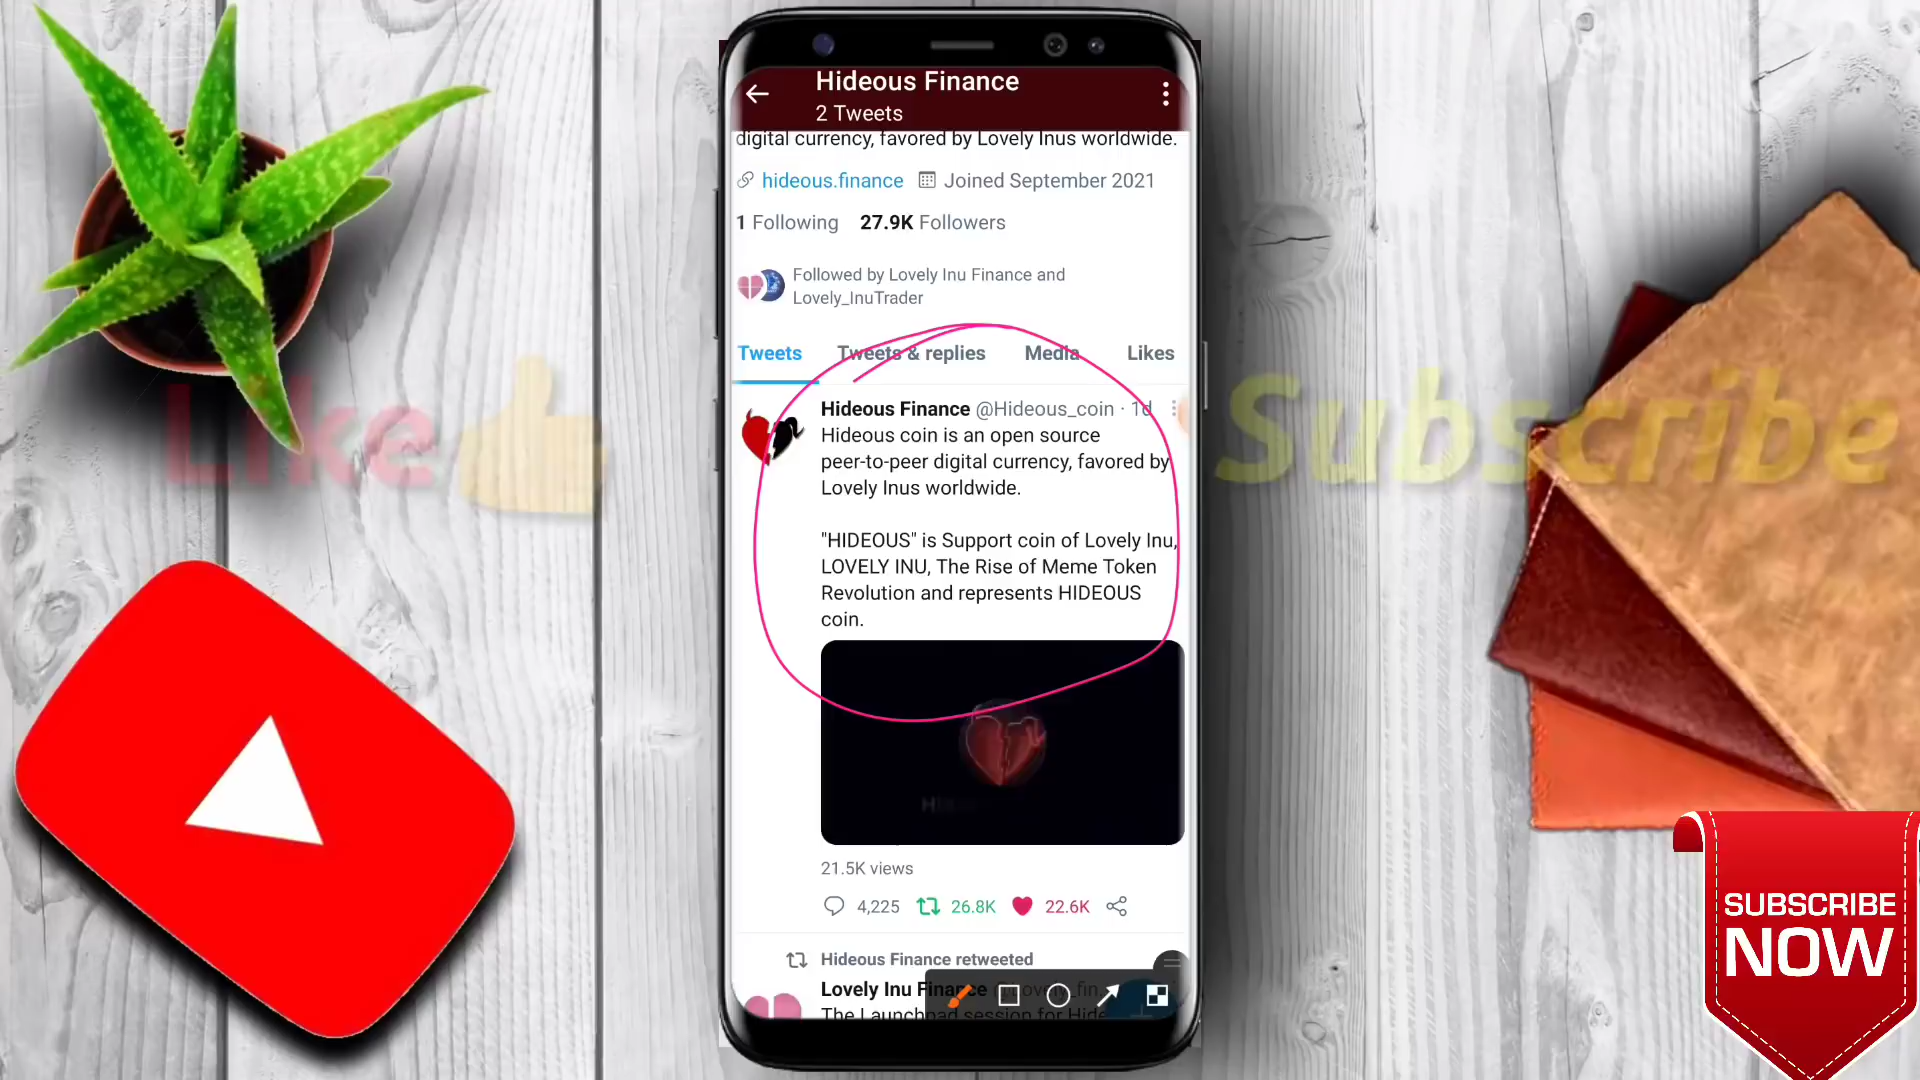 Hideous Finance
2 Tweets
digital currency, favored by Lovely Inus worldwide.
hideous.finance Joined September 2021
1 Following 27.9K Followers
Followed by Lovely Inu Finance and
Lovely_InuTrader
Tweets Tweets & replies Media Likes
Hideous Finance @Hideous_coin · 1d
Hideous coin is an open source
peer-to-peer digital currency, favored by
Lovely Inus worldwide.
"HIDEOUS" is Support coin of Lovely Inu,
LOVELY INU, The Rise of Meme Token
Revolution and represents HIDEOUS
coin.
21.5K views
4,225 26.8K 22.6K
Hideous Finance retweeted
Lovely Inu Finance
The Launchpad session for
Like
Subscribe
SUBSCRIBE
NOW